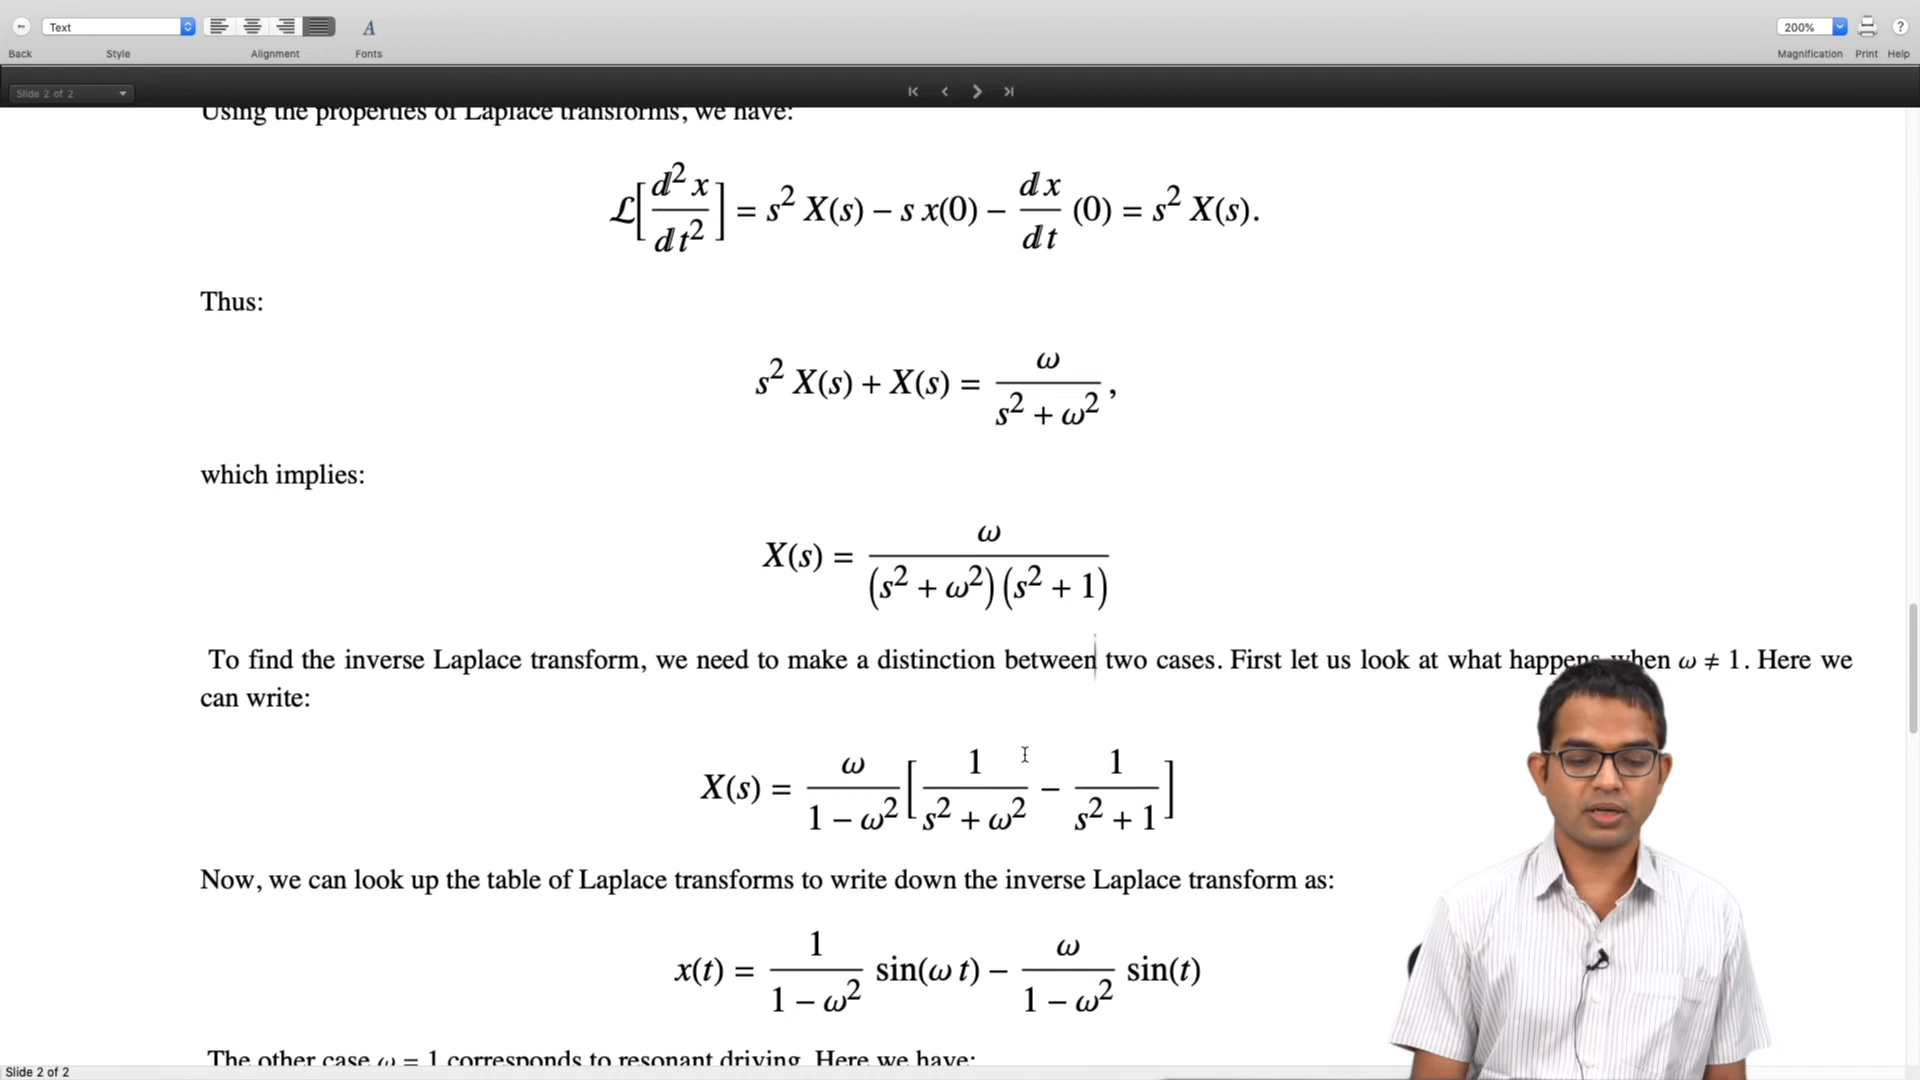 Text
Back
Style
Alignment
A
Fonts
200%
Magnification
Print
?
Help
Slide 2 of 2
Using the properties of Laplace transforms, we have:
ℒ[d² x / d t²] = s² X(s) − s x(0) − d x / d t (0) = s² X(s).
Thus:
s² X(s) + X(s) = ω / s² + ω² ,
which implies:
X(s) = ω / (s² + ω²) (s² + 1)
To find the inverse Laplace transform, we need to make a distinction between two cases. First let us look at what happens when ω ≠ 1. Here we
can write:
X(s) = ω / 1 − ω² [1 / s² + ω² − 1 / s² + 1]
Now, we can look up the table of Laplace transforms to write down the inverse Laplace transform as:
x(t) = 1 / 1 − ω² sin(ω t) − ω / 1 − ω² sin(t)
The other case ω = 1 corresponds to resonant driving. Here we have:
Slide 2 of 2